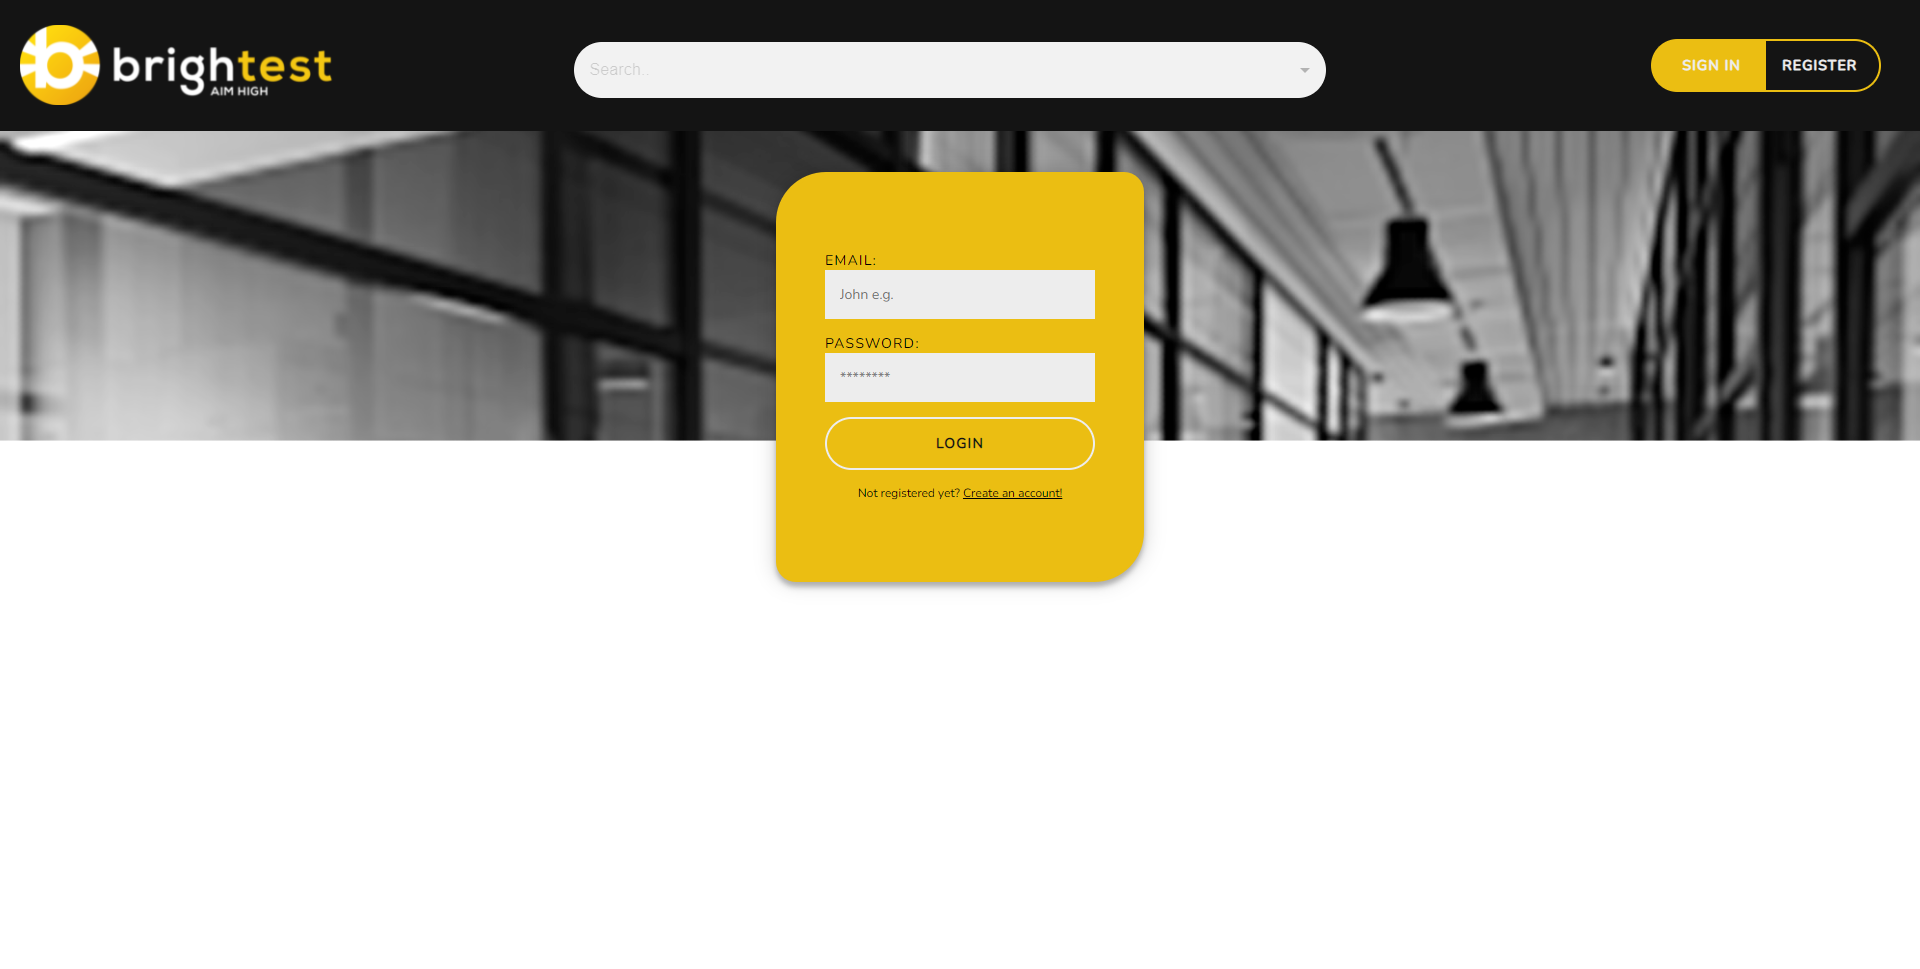 brightest
AIM HIGH
Search..
SIGN IN
REGISTER
EMAIL:
John e.g.
PASSWORD:
********
LOGIN
Not registered yet? Create an account!